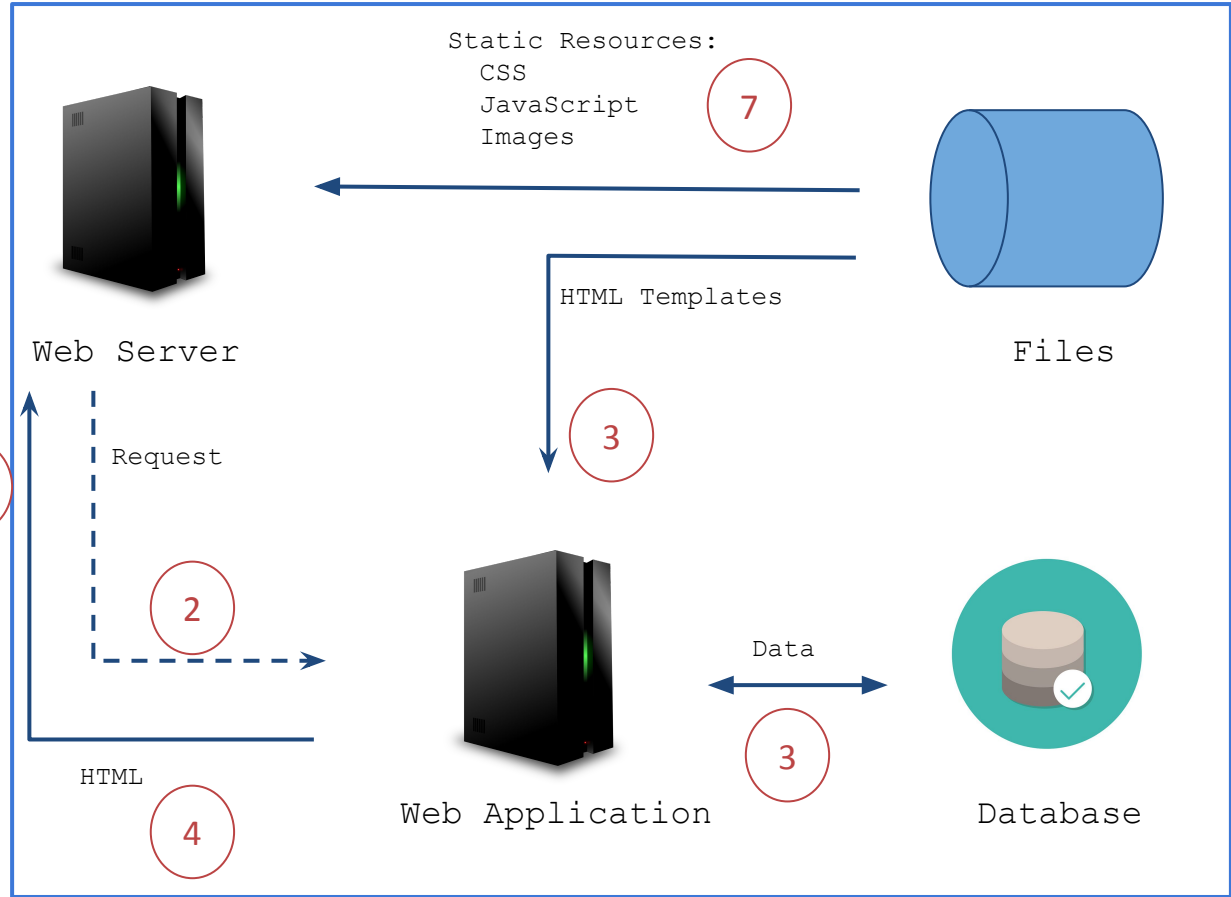 Static Resources:
CSS
JavaScript
Images
7
HTML Templates
Web Server
Files
3
Request
2
Data
3
HTML
4
Web Application
Database